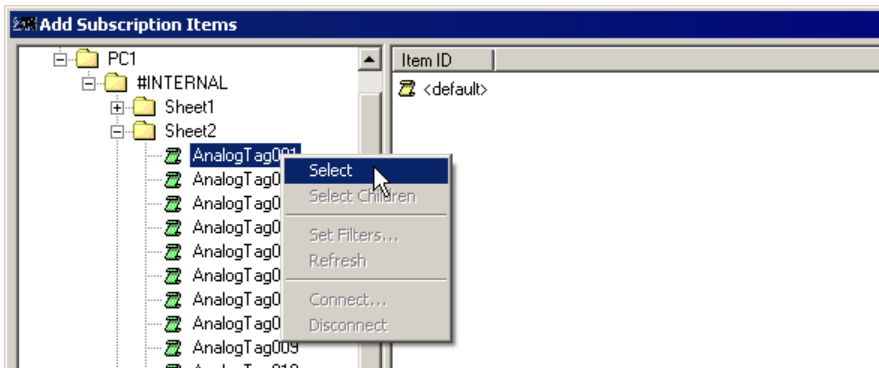 Add Subscription Items
PC1
#INTERNAL
Sheet1
Sheet2
AnalogTag001
AnalogTag0
AnalogTag0
AnalogTag0
AnalogTag0
AnalogTag0
AnalogTag0
AnalogTag0
AnalogTag009
Select
Select Children
Set Filters...
Refresh
Connect...
Disconnect
Item ID
<default>